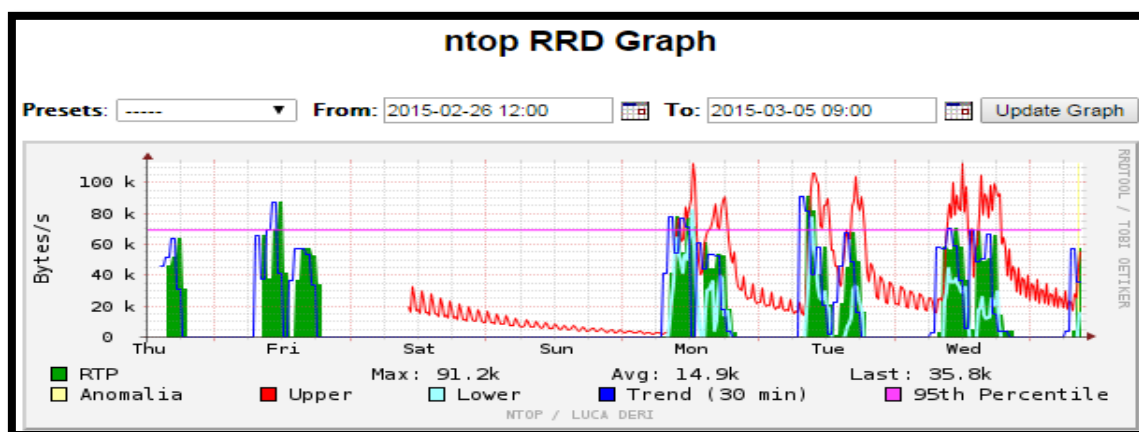 ntop RRD Graph
Presets: ----- From: 2015-02-26 12:00 To: 2015-03-05 09:00 Update Graph
RRDTOOL / TOBI OETIKER
Bytes/s
100 k
80 k
60 k
40 k
20 k
0
Thu Fri Sat Sun Mon Tue Wed
RTP Max: 91.2k Avg: 14.9k Last: 35.8k
Anomalia Upper Lower Trend (30 min) 95th Percentile
NTOP / LUCA DERI